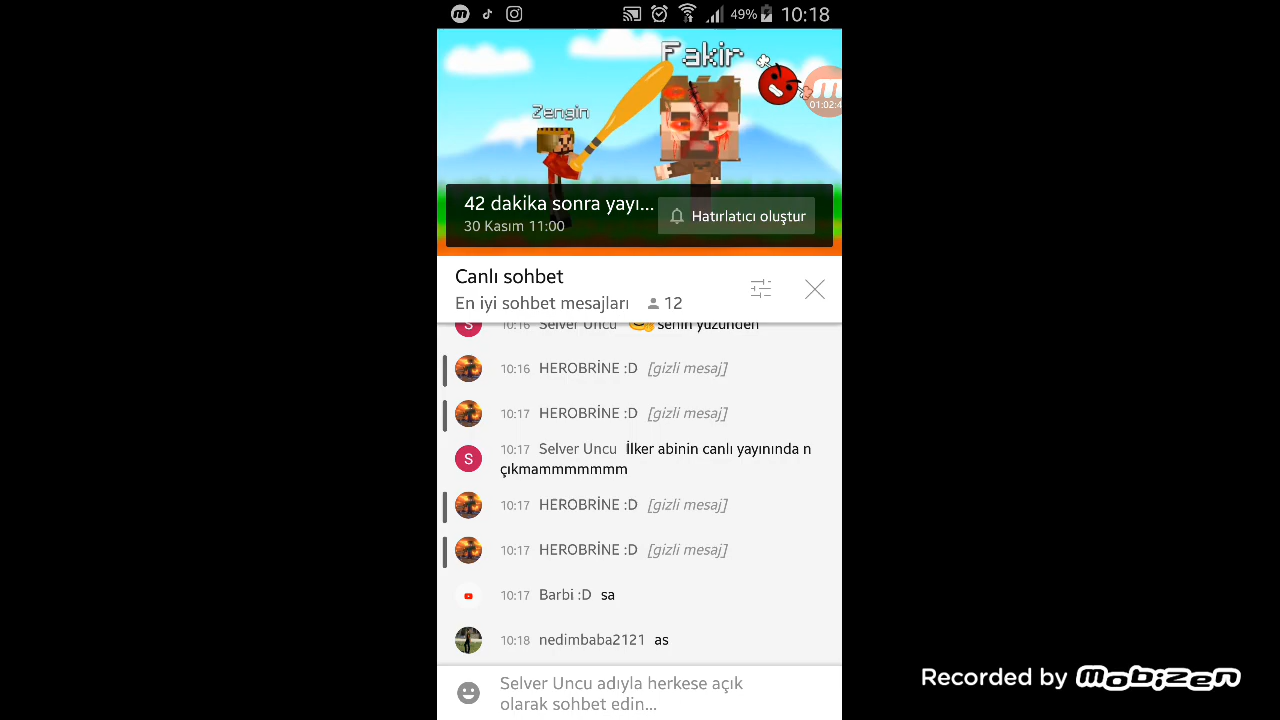 49% 10:18
Fakir
Zengin
01:02:4
42 dakika sonra yayı...
Hatırlatıcı oluştur
30 Kasım 11:00
Canlı sohbet
En iyi sohbet mesajları 12
10:16 Selver Uncu senin yüzünden
10:16 HEROBRİNE :D [gizli mesaj]
10:17 HEROBRİNE :D [gizli mesaj]
S 10:17 Selver Uncu İlker abinin canlı yayınında n
çıkmammmmmmm
10:17 HEROBRİNE :D [gizli mesaj]
10:17 HEROBRİNE :D [gizli mesaj]
10:17 Barbi :D sa
10:18 nedimbaba2121 as
Selver Uncu adıyla herkese açık
olarak sohbet edin...
Recorded by mobizen